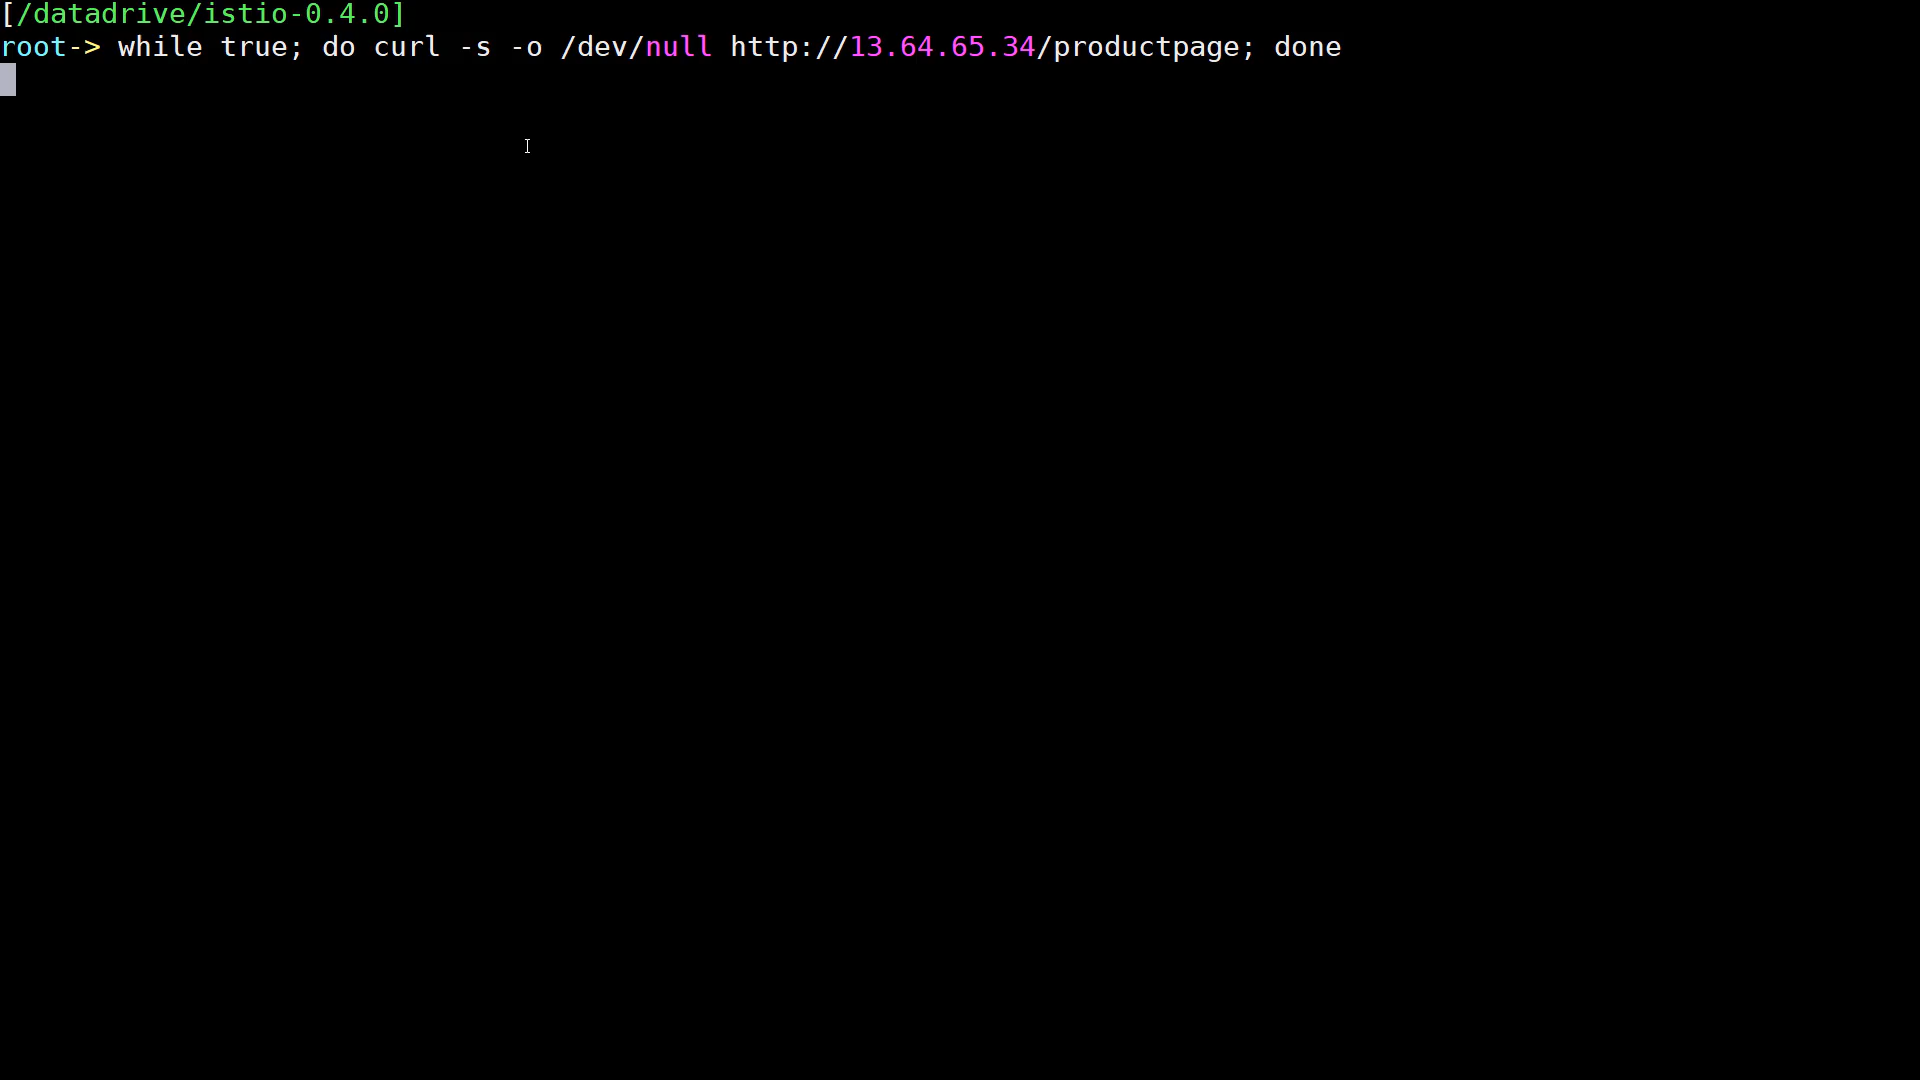 [/datadrive/istio-0.4.0]
root-> while true; do curl -s -o /dev/null http://13.64.65.34/productpage; done